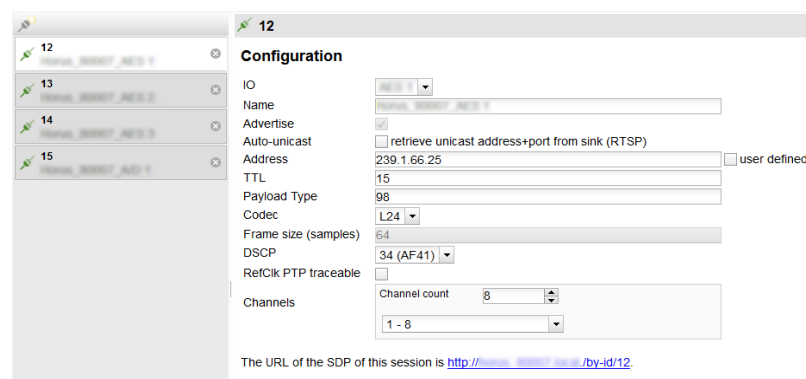 12
13
14
15
12
Configuration
IO
Name
Advertise
Auto-unicast retrieve unicast address+port from sink (RTSP)
Address 239.1.66.25 user defined
TTL 15
Payload Type 98
Codec L24
Frame size (samples) 64
DSCP 34 (AF41)
RefClk PTP traceable
Channels
Channel count 8
1 - 8
The URL of the SDP of this session is http:// /by-id/12.